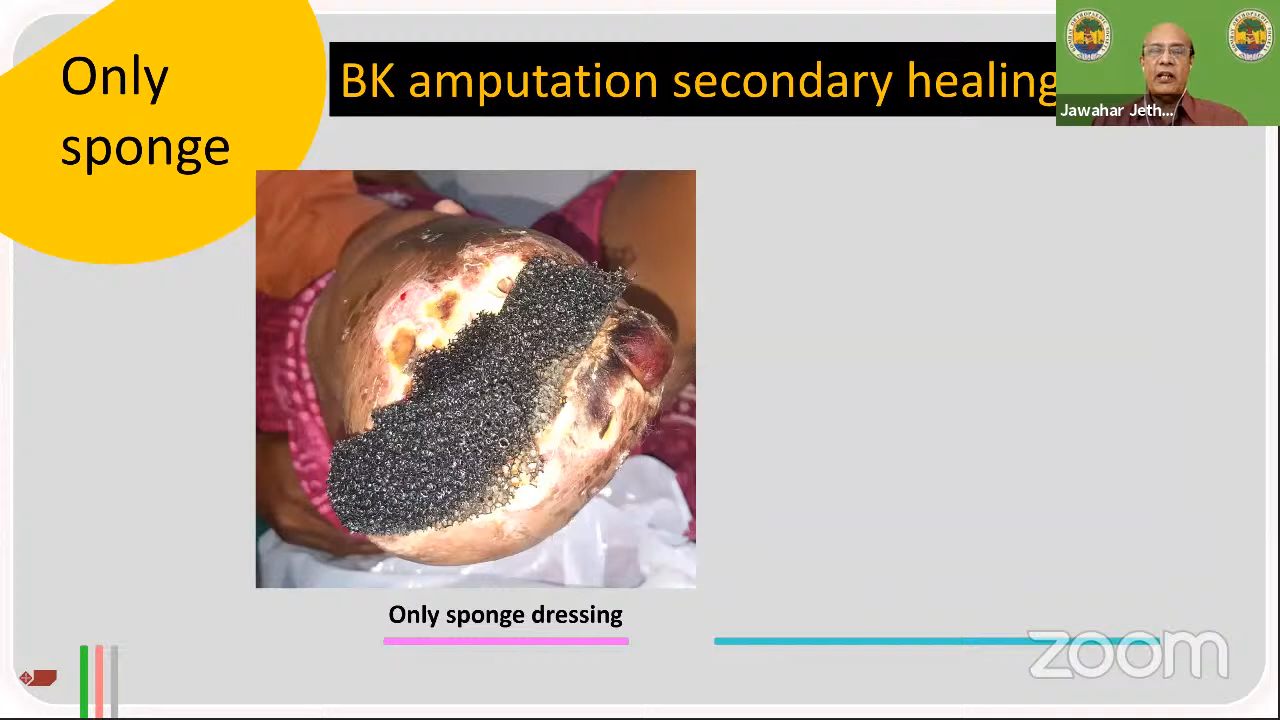 Only
sponge
BK amputation secondary healing
Jawahar Jeth...
Only sponge dressing
zoom